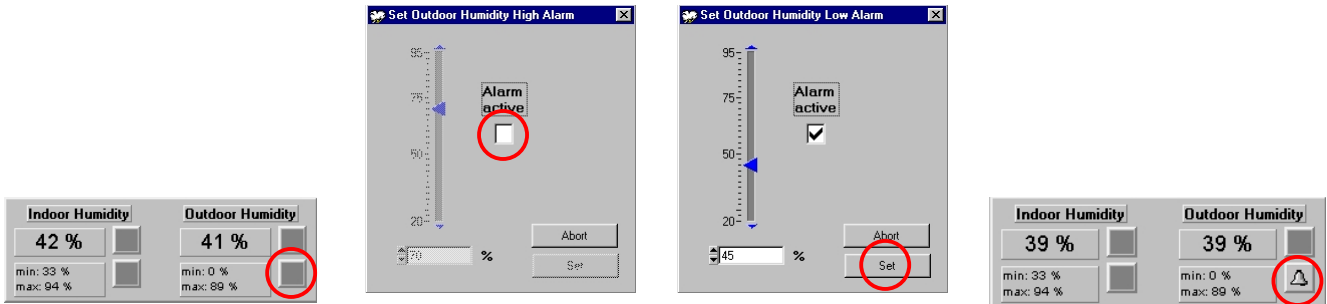 Indoor Humidity
Outdoor Humidity
42 %
41 %
min: 33 %
max: 94 %
min: 0 %
max: 89 %
Set Outdoor Humidity High Alarm
95
75
50
20
Alarm
active
70
%
Abort
Set
Set Outdoor Humidity Low Alarm
95
75
50
20
Alarm
active
45
%
Abort
Set
Indoor Humidity
Outdoor Humidity
39 %
39 %
min: 33 %
max: 94 %
min: 0 %
max: 89 %